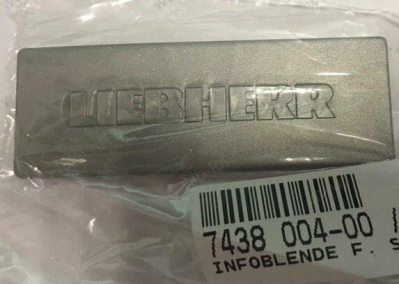 LIEBHERR
7438 004-00
INFOBLENDE F. S